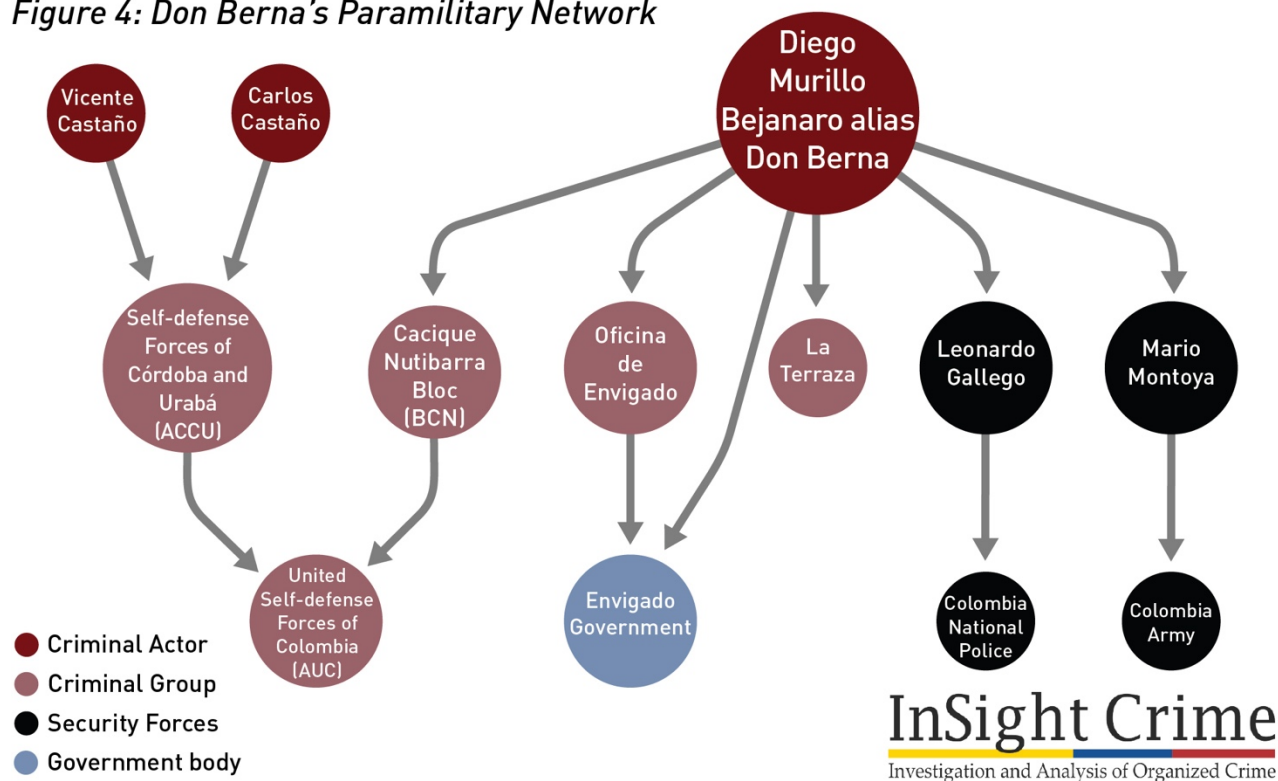 Figure 4: Don Berna's Paramilitary Network
Vicente
Castaño
Carlos
Castaño
Diego
Murillo
Bejanaro alias
Don Berna
Self-defense
Forces of
Córdoba and
Urabá
(ACCU)
Cacique
Nutibarra
Bloc
(BCN)
Oficina
de
Envigado
La
Terraza
Leonardo
Gallego
Mario
Montoya
United
Self-defense
Forces of
Colombia
(AUC)
Envigado
Government
Colombia
National
Police
Colombia
Army
Criminal Actor
Criminal Group
Security Forces
Government body
InSight Crime
Investigation and Analysis of Organized Crime